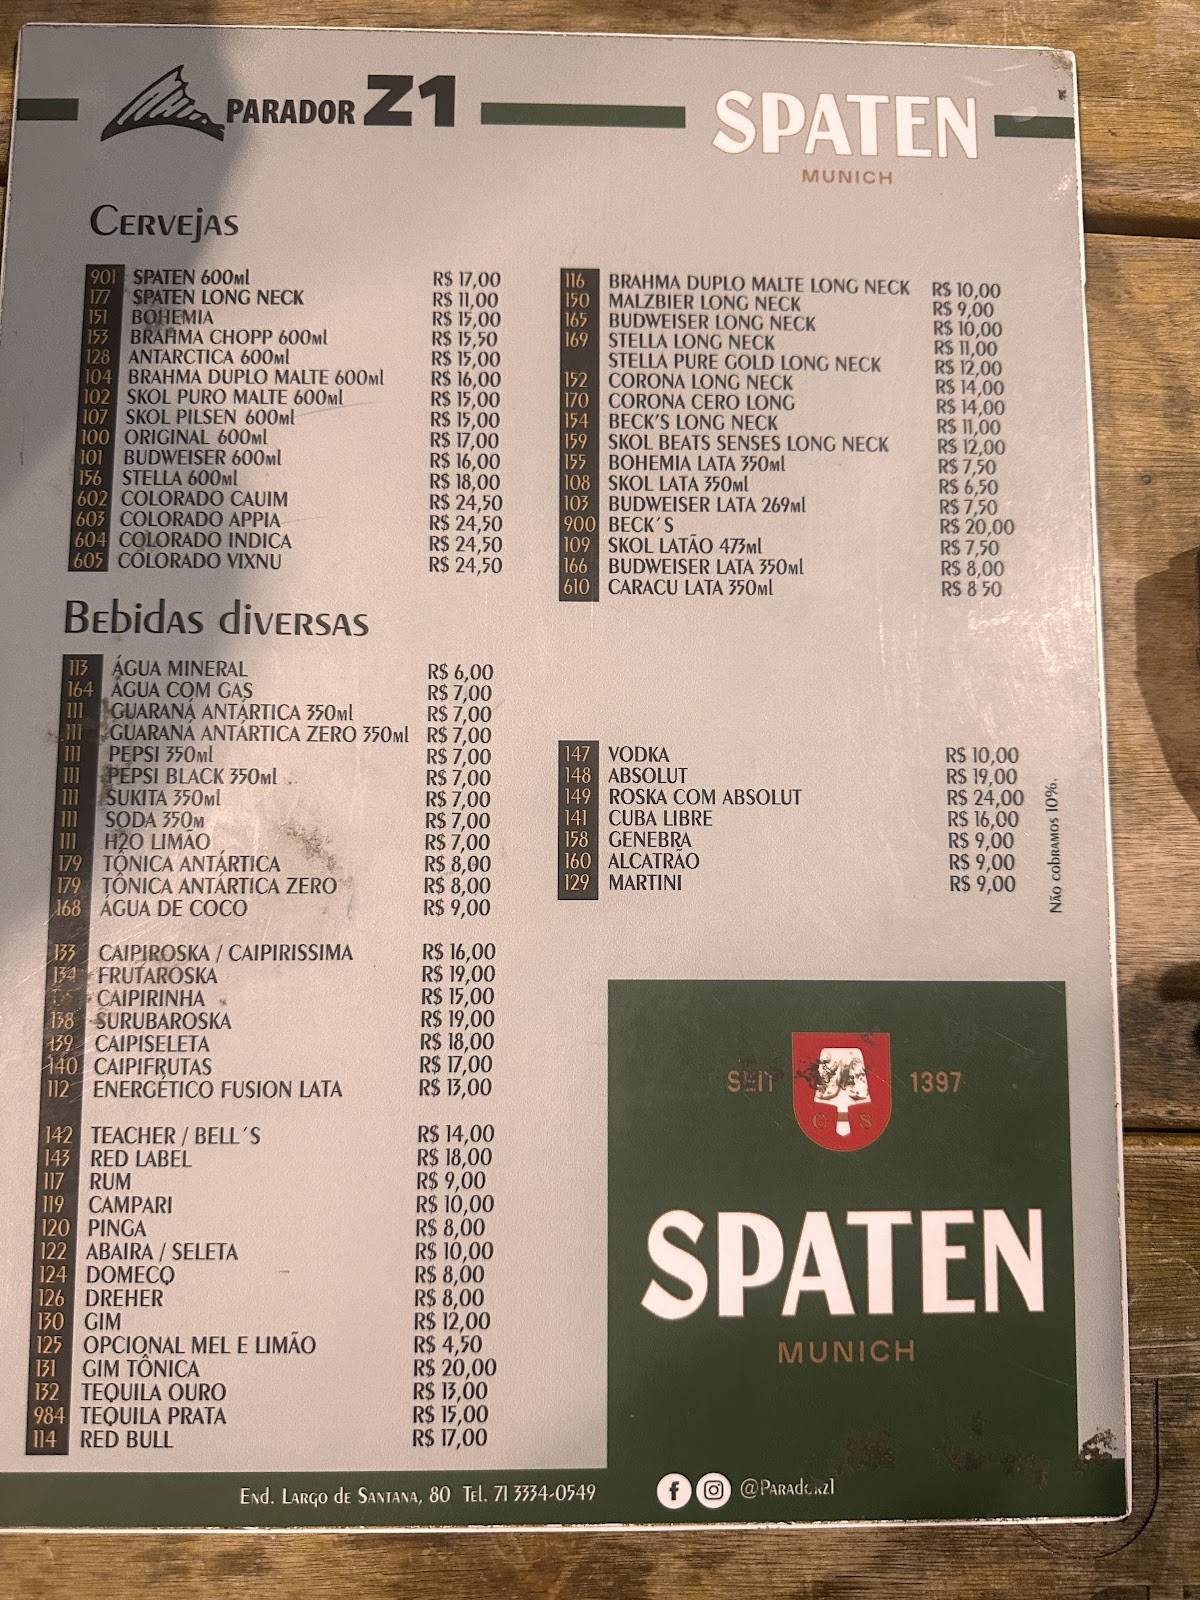 PARADOR Z1
SPATEN
MUNICH
CERVEJAS
901 SPATEN 600Ml R$ 17,00
177 SPATEN LONG NECK R$ 11,00
151 BOHEMIA R$ 15,00
153 BRAHMA CHOPP 600Ml R$ 15,50
128 ANTARCTICA 600Ml R$ 15,00
104 BRAHMA DUPLO MALTE 600Ml R$ 16,00
102 SKOL PURO MALTE 600Ml R$ 15,00
107 SKOL PILSEN 600Ml R$ 15,00
100 ORIGINAL 600Ml R$ 17,00
101 BUDWEISER 600Ml R$ 16,00
156 STELLA 600Ml R$ 18,00
602 COLORADO CAUIM R$ 24,50
603 COLORADO APPIA R$ 24,50
604 COLORADO INDICA R$ 24,50
605 COLORADO VIXNU R$ 24,50
116 BRAHMA DUPLO MALTE LONG NECK R$ 10,00
150 MALZBIER LONG NECK R$ 9,00
165 BUDWEISER LONG NECK R$ 10,00
169 STELLA LONG NECK R$ 11,00
STELLA PURE GOLD LONG NECK R$ 12,00
152 CORONA LONG NECK R$ 14,00
170 CORONA CERO LONG R$ 14,00
154 BECK'S LONG NECK R$ 11,00
159 SKOL BEATS SENSES LONG NECK R$ 12,00
155 BOHEMIA LATA 350Ml R$ 7,50
108 SKOL LATA 350Ml R$ 6,50
103 BUDWEISER LATA 269Ml R$ 7,50
900 BECK´S R$ 20,00
109 SKOL LATÃO 473Ml R$ 7,50
166 BUDWEISER LATA 350Ml R$ 8,00
610 CARACU LATA 350Ml R$ 8 50
BEBIDAS DIVERSAS
113 ÁGUA MINERAL R$ 6,00
164 ÁGUA COM GÁS R$ 7,00
111 GUARANÁ ANTÁRTICA 350Ml R$ 7,00
111 GUARANÁ ANTÁRTICA ZERO 350Ml R$ 7,00
111 PEPSI 350Ml R$ 7,00
111 PEPSI BLACK 350Ml R$ 7,00
111 SUKITA 350Ml R$ 7,00
111 SODA 350M R$ 7,00
111 H2O LIMÃO R$ 7,00
179 TÔNICA ANTÁRTICA R$ 8,00
179 TÔNICA ANTÁRTICA ZERO R$ 8,00
168 ÁGUA DE COCO R$ 9,00
133 CAIPIROSKA / CAIPIRISSIMA R$ 16,00
134 FRUTAROSKA R$ 19,00
CAIPIRINHA R$ 15,00
138 SURUBAROSKA R$ 19,00
139 CAIPISELETA R$ 18,00
140 CAIPIFRUTAS R$ 17,00
112 ENERGÉTICO FUSION LATA R$ 13,00
142 TEACHER / BELL´S R$ 14,00
143 RED LABEL R$ 18,00
117 RUM R$ 9,00
119 CAMPARI R$ 10,00
120 PINGA R$ 8,00
122 ABAIRA / SELETA R$ 10,00
124 DOMECQ R$ 8,00
126 DREHER R$ 8,00
130 GIM R$ 12,00
125 OPCIONAL MEL E LIMÃO R$ 4,50
131 GIM TÔNICA R$ 20,00
132 TEQUILA OURO R$ 13,00
984 TEQUILA PRATA R$ 15,00
114 RED BULL R$ 17,00
147 VODKA R$ 10,00
148 ABSOLUT R$ 19,00
149 ROSKA COM ABSOLUT R$ 24,00
141 CUBA LIBRE R$ 16,00
158 GENEBRA R$ 9,00
160 ALCATRÃO R$ 9,00
129 MARTINI R$ 9,00
NÃO COBRAMOS 10%.
SEIT 1397
G S
SPATEN
MUNICH
END. LARGO DE SANTANA, 80 TEL. 71 3334-0549
@PARADORZ1